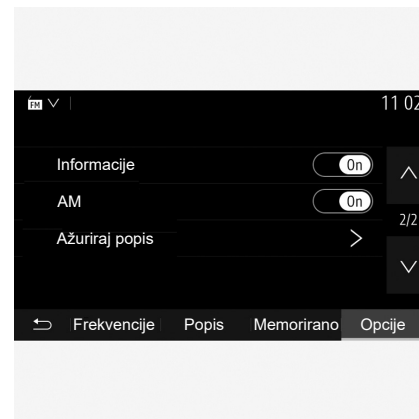 FM 11 02
Informacije On
AM On
2/2
Ažuriraj popis
Frekvencije Popis Memorirano Opcije